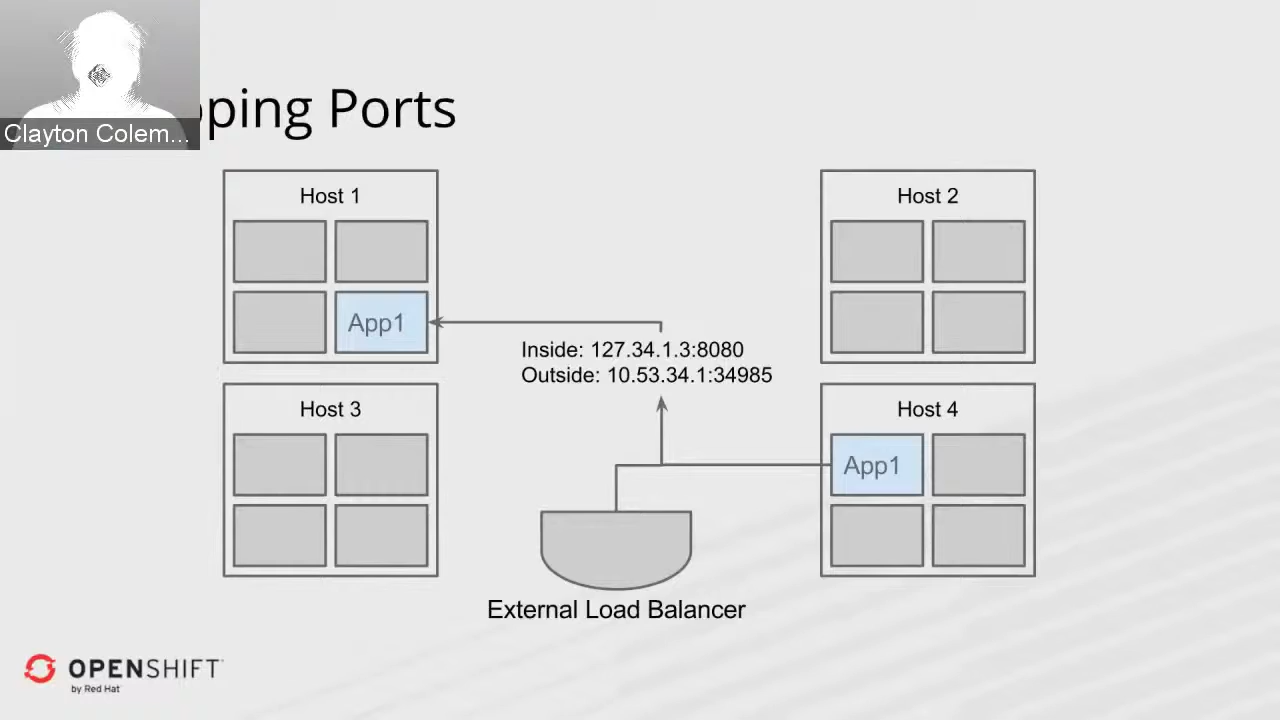 Clayton Colem...
pping Ports
Host 1
Host 2
App1
Inside: 127.34.1.3:8080
Outside: 10.53.34.1:34985
Host 3
Host 4
App1
External Load Balancer
OPENSHIFT
by Red Hat